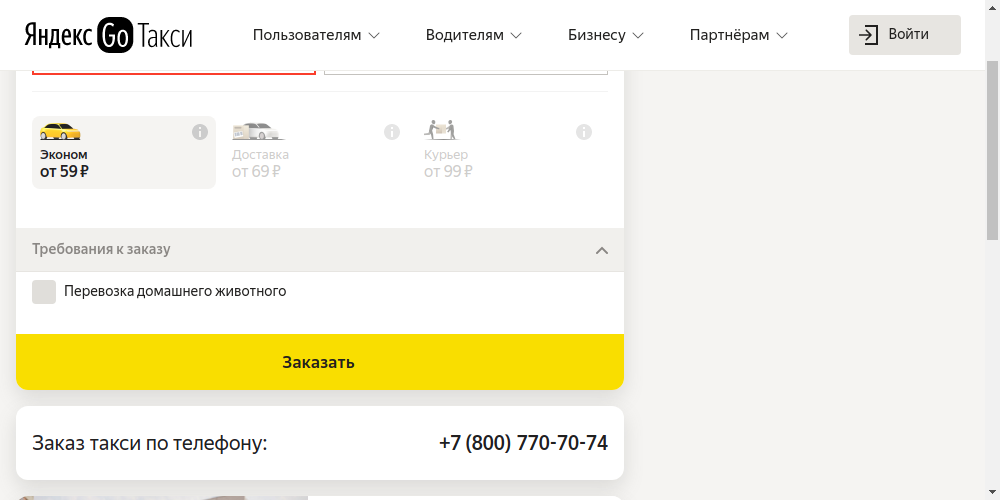 Яндекс Go Такси
Пользователям
Водителям
Бизнесу
Партнёрам
Войти
Эконом
от 59 ₽
Доставка
от 69 ₽
Курьер
от 99 ₽
Требования к заказу
Перевозка домашнего животного
Заказать
Заказ такси по телефону: +7 (800) 770-70-74